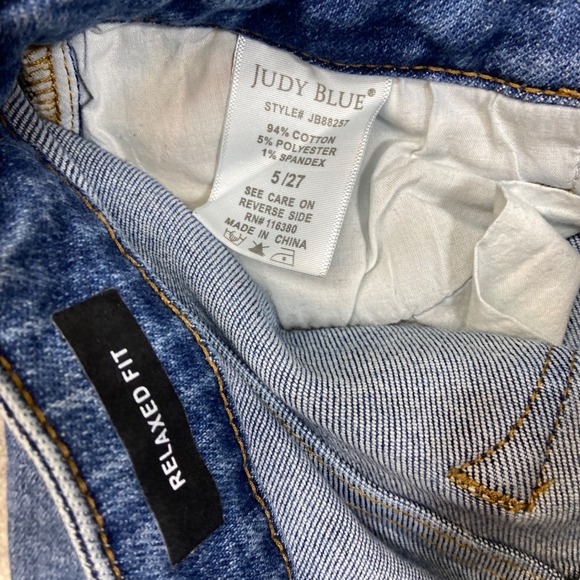 JUDY BLUE®
STYLE# JB88257
94% COTTON
5% POLYESTER
1% SPANDEX
5/27
SEE CARE ON
REVERSE SIDE
RN# 116380
MADE IN CHINA
RELAXED FIT